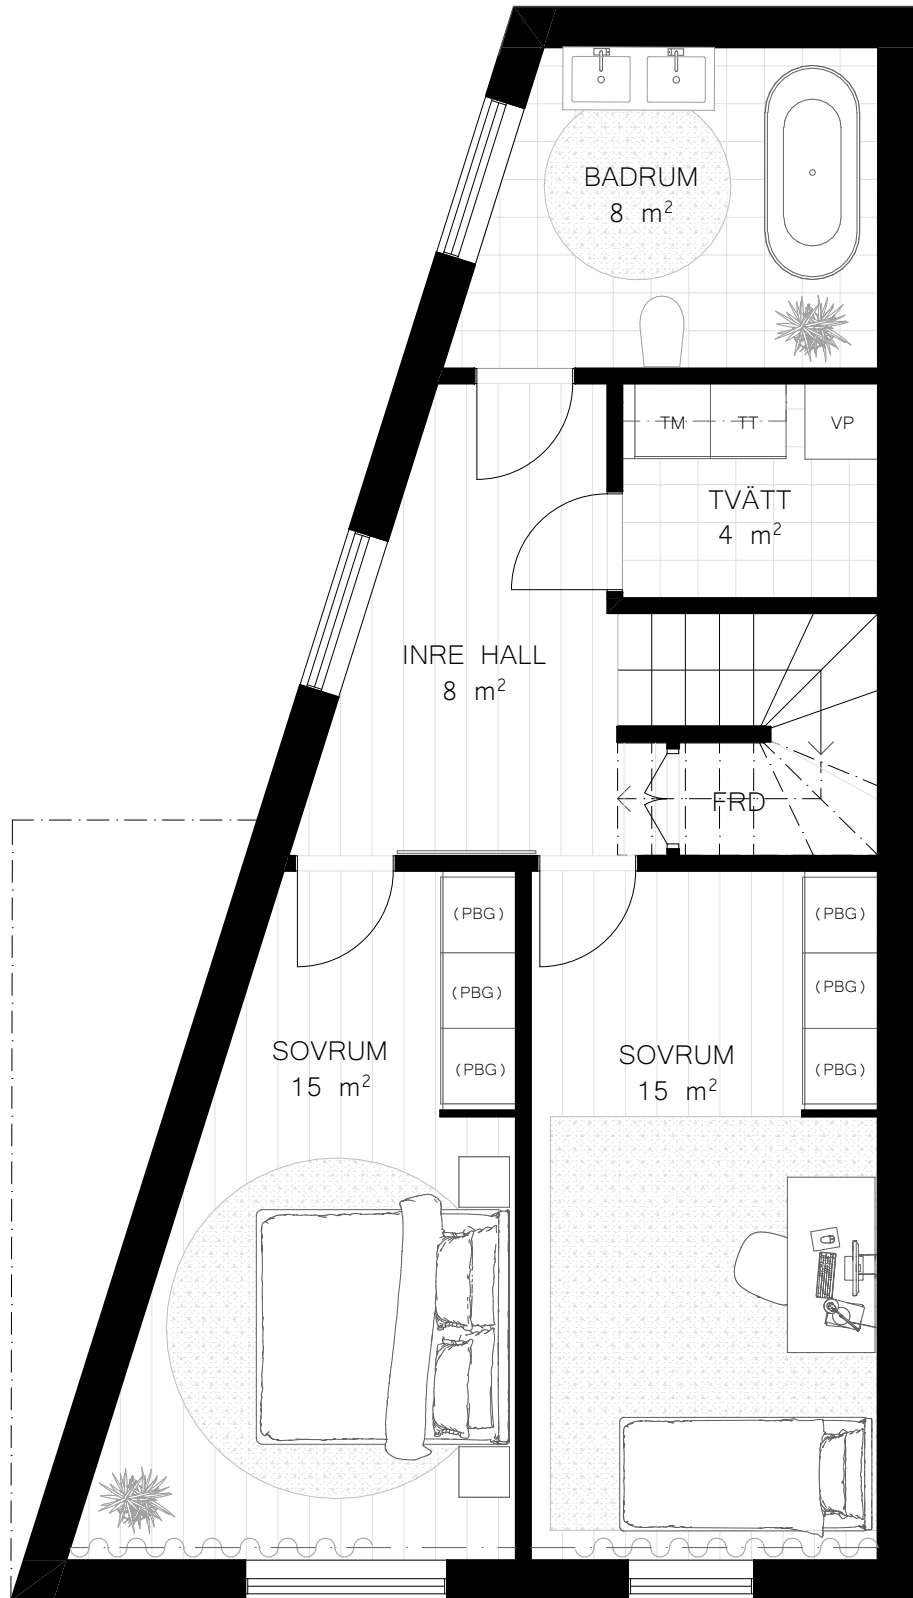 BADRUM
8 m²
TM TT VP
TVÄTT
4 m²
INRE HALL
8 m²
FRD
(PBG)
(PBG)
(PBG)
(PBG)
(PBG)
(PBG)
SOVRUM
15 m²
SOVRUM
15 m²